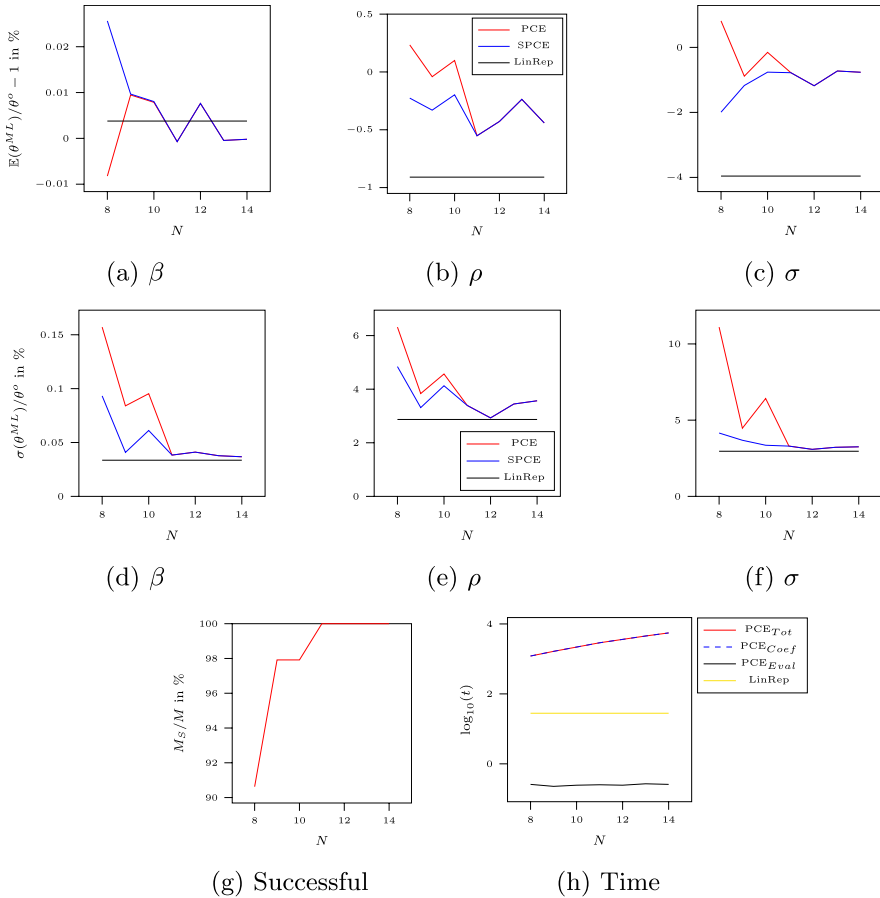 0.02
0.01
0
−0.01
8 10 12 14
N
𝔼(θ^{ML})/θ^o − 1 in %
(a) β
0.5
0
−0.5
−1
8 10 12 14
N
PCE
SPCE
LinRep
(b) ρ
0
−2
−4
8 10 12 14
N
(c) σ
0.15
0.1
0.05
0
8 10 12 14
N
σ(θ^{ML})/θ^o in %
(d) β
6
4
2
0
8 10 12 14
N
PCE
SPCE
LinRep
(e) ρ
10
5
0
8 10 12 14
N
(f) σ
100
98
96
94
92
90
8 10 12 14
N
M_S/M in %
(g) Successful
4
2
0
8 10 12 14
N
log_{10}(t)
PCE_{Tot}
PCE_{Coef}
PCE_{Eval}
LinRep
(h) Time